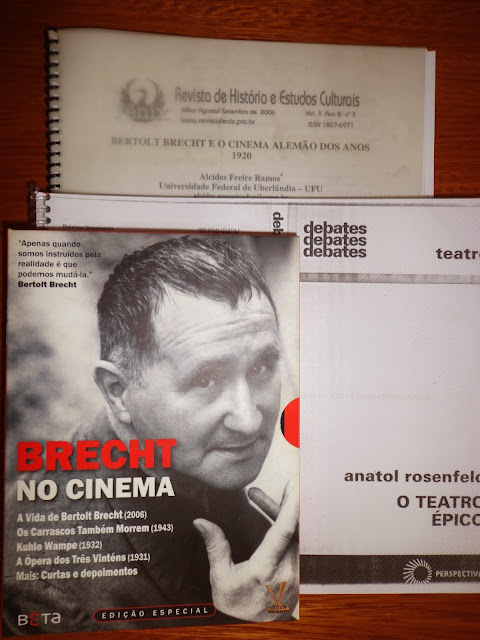 Revista de História e Estudos Culturais
Julho/ Agosto/ Setembro de 2006
Vol. 3 Ano III nº 3
www.revistafenix.pro.br
ISSN 1807-6971
fenix
BERTOLT BRECHT E O CINEMA ALEMÃO DOS ANOS
1920
Alcides Freire Ramos*
Universidade Federal de Uberlândia – UFU
debates
debates
debates
debates
debates
debates
teatro
anatol rosenfeld
O TEATRO
ÉPICO
PERSPECTIVA
"Apenas quando
somos instruídos pela
realidade é que
podemos mudá-la."
Bertolt Brecht
BRECHT
NO CINEMA
A Vida de Bertolt Brecht (2006)
Os Carrascos Também Morrem (1943)
Kuhle Wampe (1932)
A Ópera dos Três Vinténs (1931)
Mais: Curtas e depoimentos
BETA
EDIÇÃO ESPECIAL